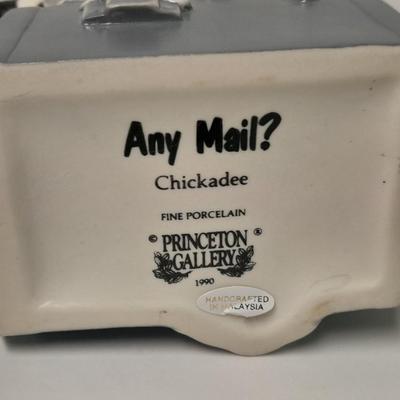 Any Mail?
Chickadee
FINE PORCELAIN
© PRINCETON ®
GALLERY
1990
HANDCRAFTED
IN MALAYSIA